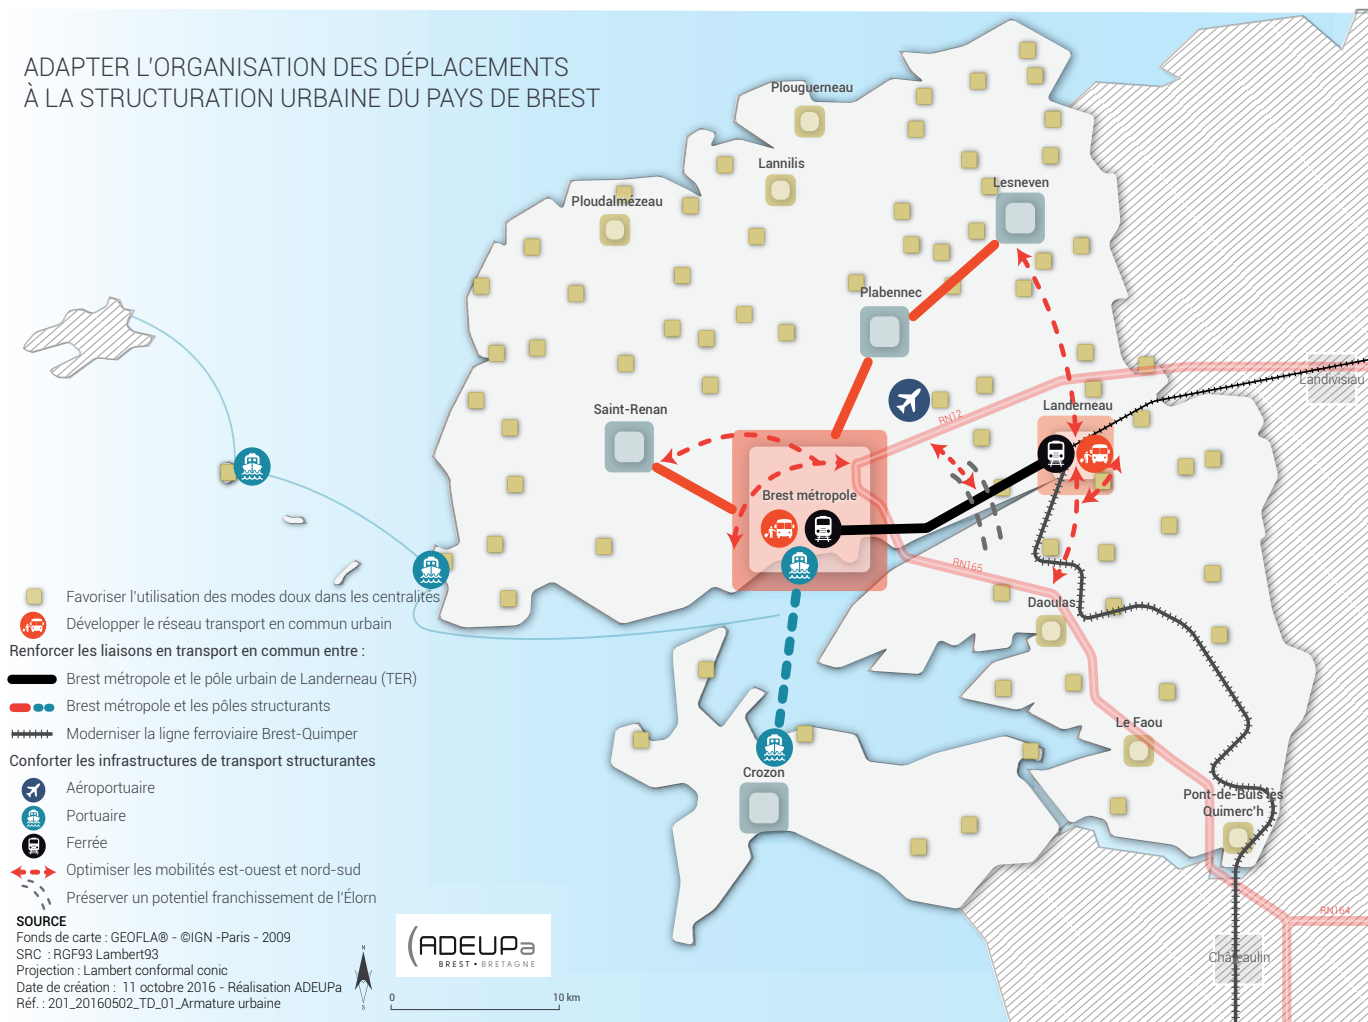 ADAPTER L'ORGANISATION DES DÉPLACEMENTS
À LA STRUCTURATION URBAINE DU PAYS DE BREST
Plouguerneau
Lannilis
Lesneven
Ploudalmézeau
Plabennec
Landivisiau
Saint-Renan
Landerneau
RN12
Brest métropole
RN165
Daoulas
Le Faou
Crozon
Pont-de-Buis les
Quimerc'h
RN164
Châteaulin
Favoriser l'utilisation des modes doux dans les centralités
Développer le réseau transport en commun urbain
Renforcer les liaisons en transport en commun entre :
Brest métropole et le pôle urbain de Landerneau (TER)
Brest métropole et les pôles structurants
Moderniser la ligne ferroviaire Brest-Quimper
Conforter les infrastructures de transport structurantes
Aéroportuaire
Portuaire
Ferrée
Optimiser les mobilités est-ouest et nord-sud
Préserver un potentiel franchissement de l'Élorn
SOURCE
Fonds de carte : GEOFLA® - ©IGN -Paris - 2009
SRC : RGF93 Lambert93
Projection : Lambert conformal conic
Date de création : 11 octobre 2016 - Réalisation ADEUPa
Réf. : 201_20160502_TD_01_Armature urbaine
N
S
ADEUPa
BREST • BRETAGNE
0 10 km